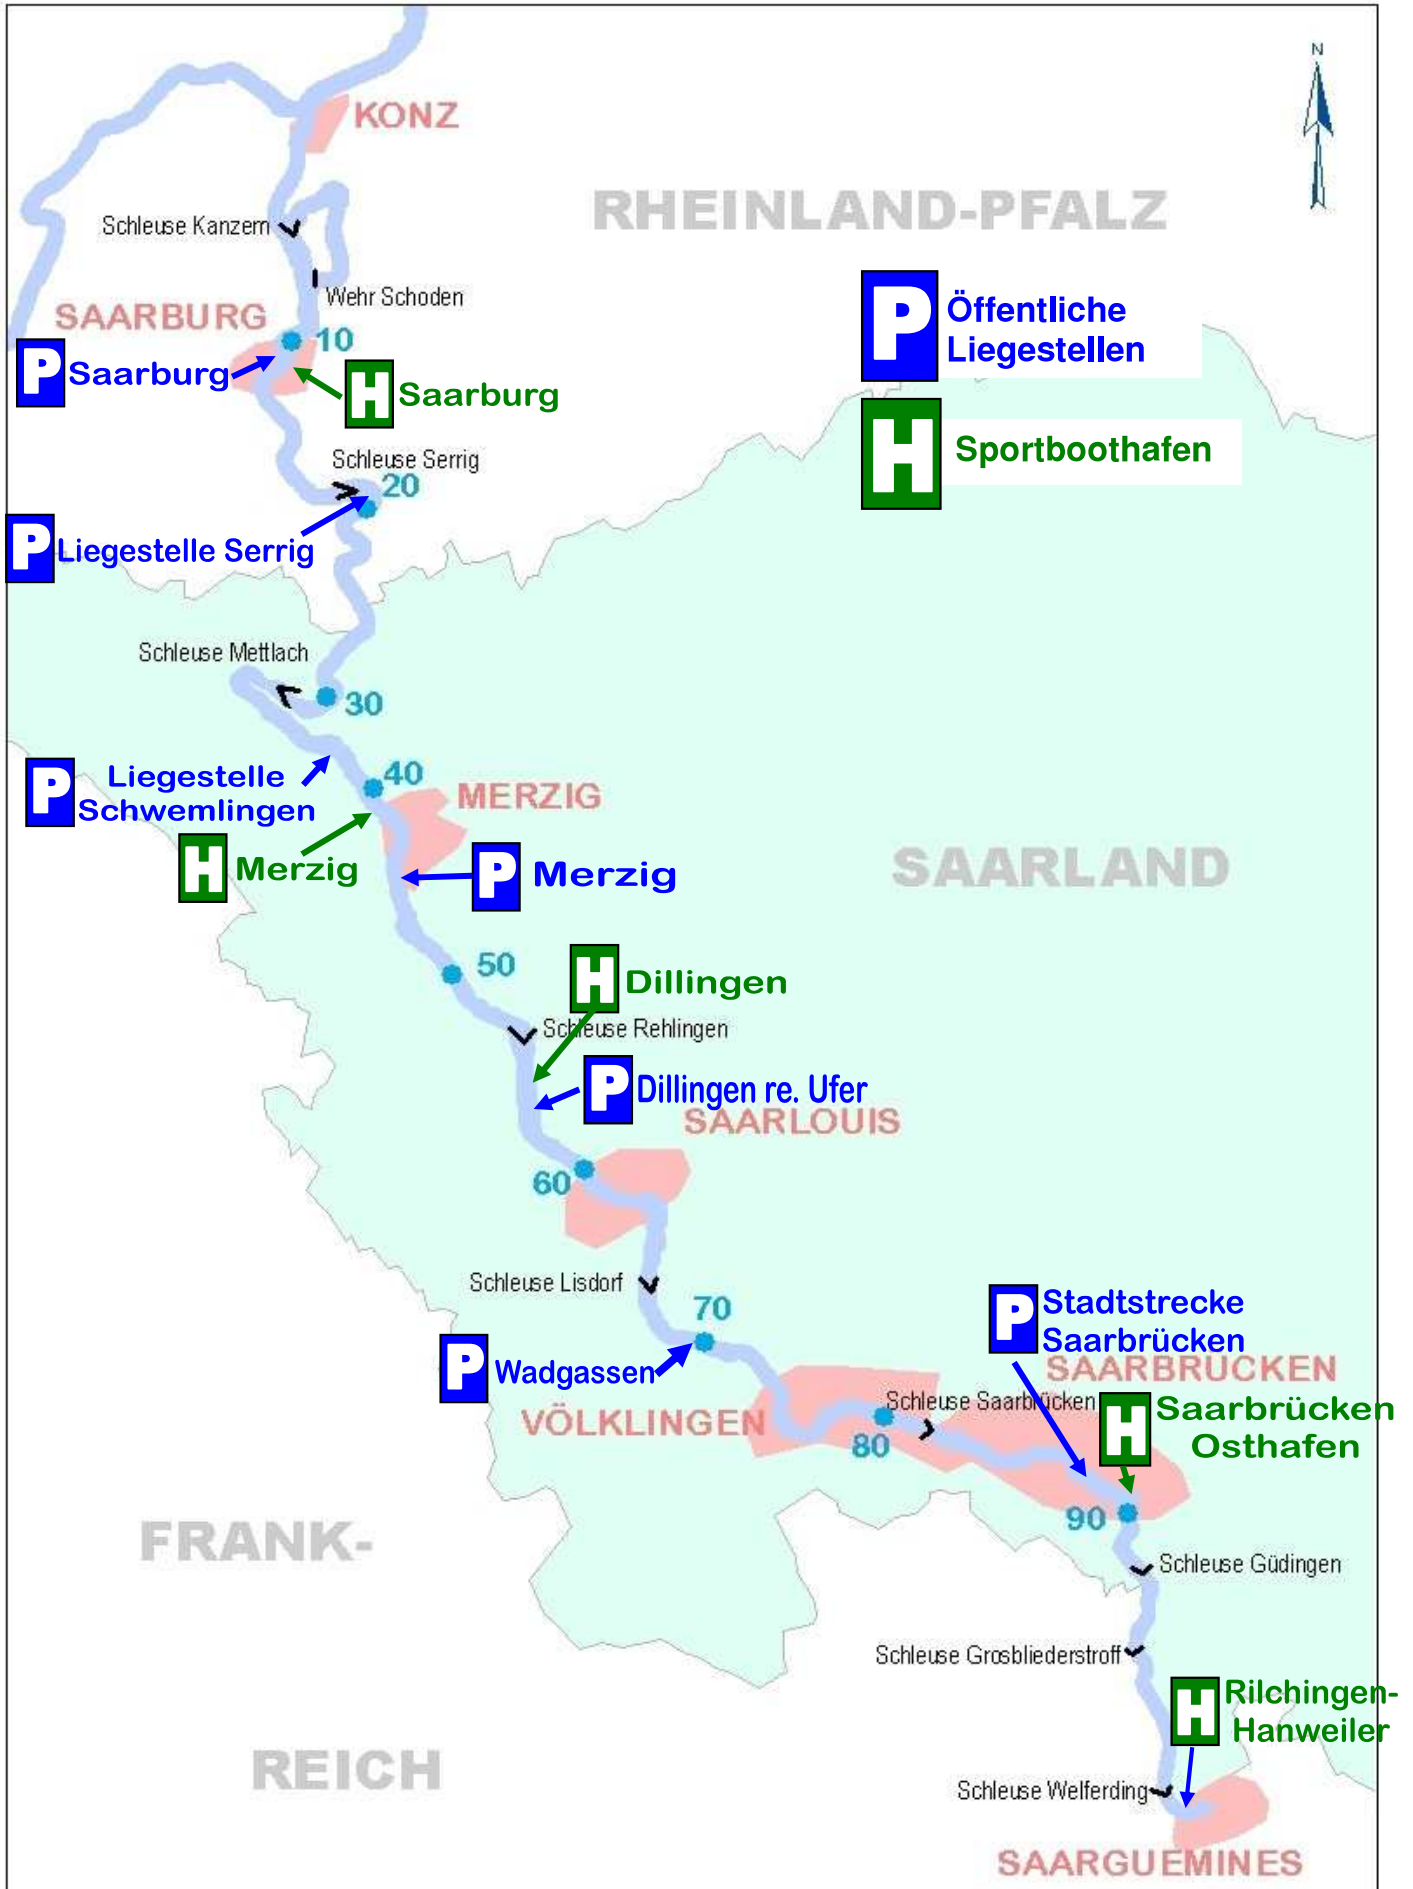 N
KONZ
RHEINLAND-PFALZ
Schleuse Kanzem
Wehr Schoden
P Öffentliche
Liegestellen
SAARBURG
10
P Saarburg
H Saarburg
H Sportboothafen
Schleuse Serrig
20
P Liegestelle Serrig
Schleuse Mettlach
30
P Liegestelle
Schwemlingen
40
MERZIG
H Merzig
P Merzig
SAARLAND
50
H Dillingen
Schleuse Rehlingen
P Dillingen re. Ufer
SAARLOUIS
60
Schleuse Lisdorf
70
P Stadtstrecke
Saarbrücken
P Wadgassen
SAARBRÜCKEN
Schleuse Saarbrücken
H Saarbrücken
Osthafen
VÖLKLINGEN
80
90
FRANK-
Schleuse Güdingen
Schleuse Grosbliederstroff
H Rilchingen-
Hanweiler
REICH
Schleuse Welferding
SAARGUEMINES